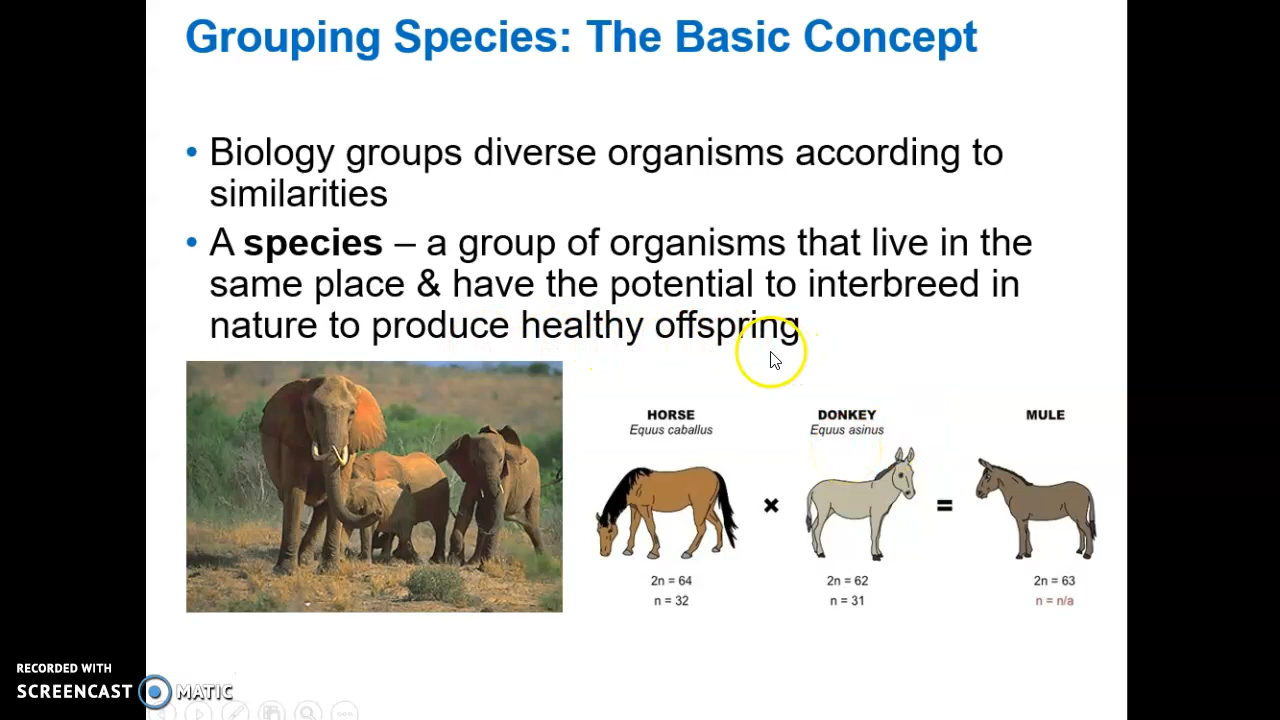 Grouping Species: The Basic Concept
• Biology groups diverse organisms according to
similarities
• A species – a group of organisms that live in the
same place & have the potential to interbreed in
nature to produce healthy offspring
HORSE
Equus caballus
DONKEY
Equus asinus
MULE
×
=
2n = 64
n = 32
2n = 62
n = 31
2n = 63
n = n/a
RECORDED WITH
SCREENCAST MATIC